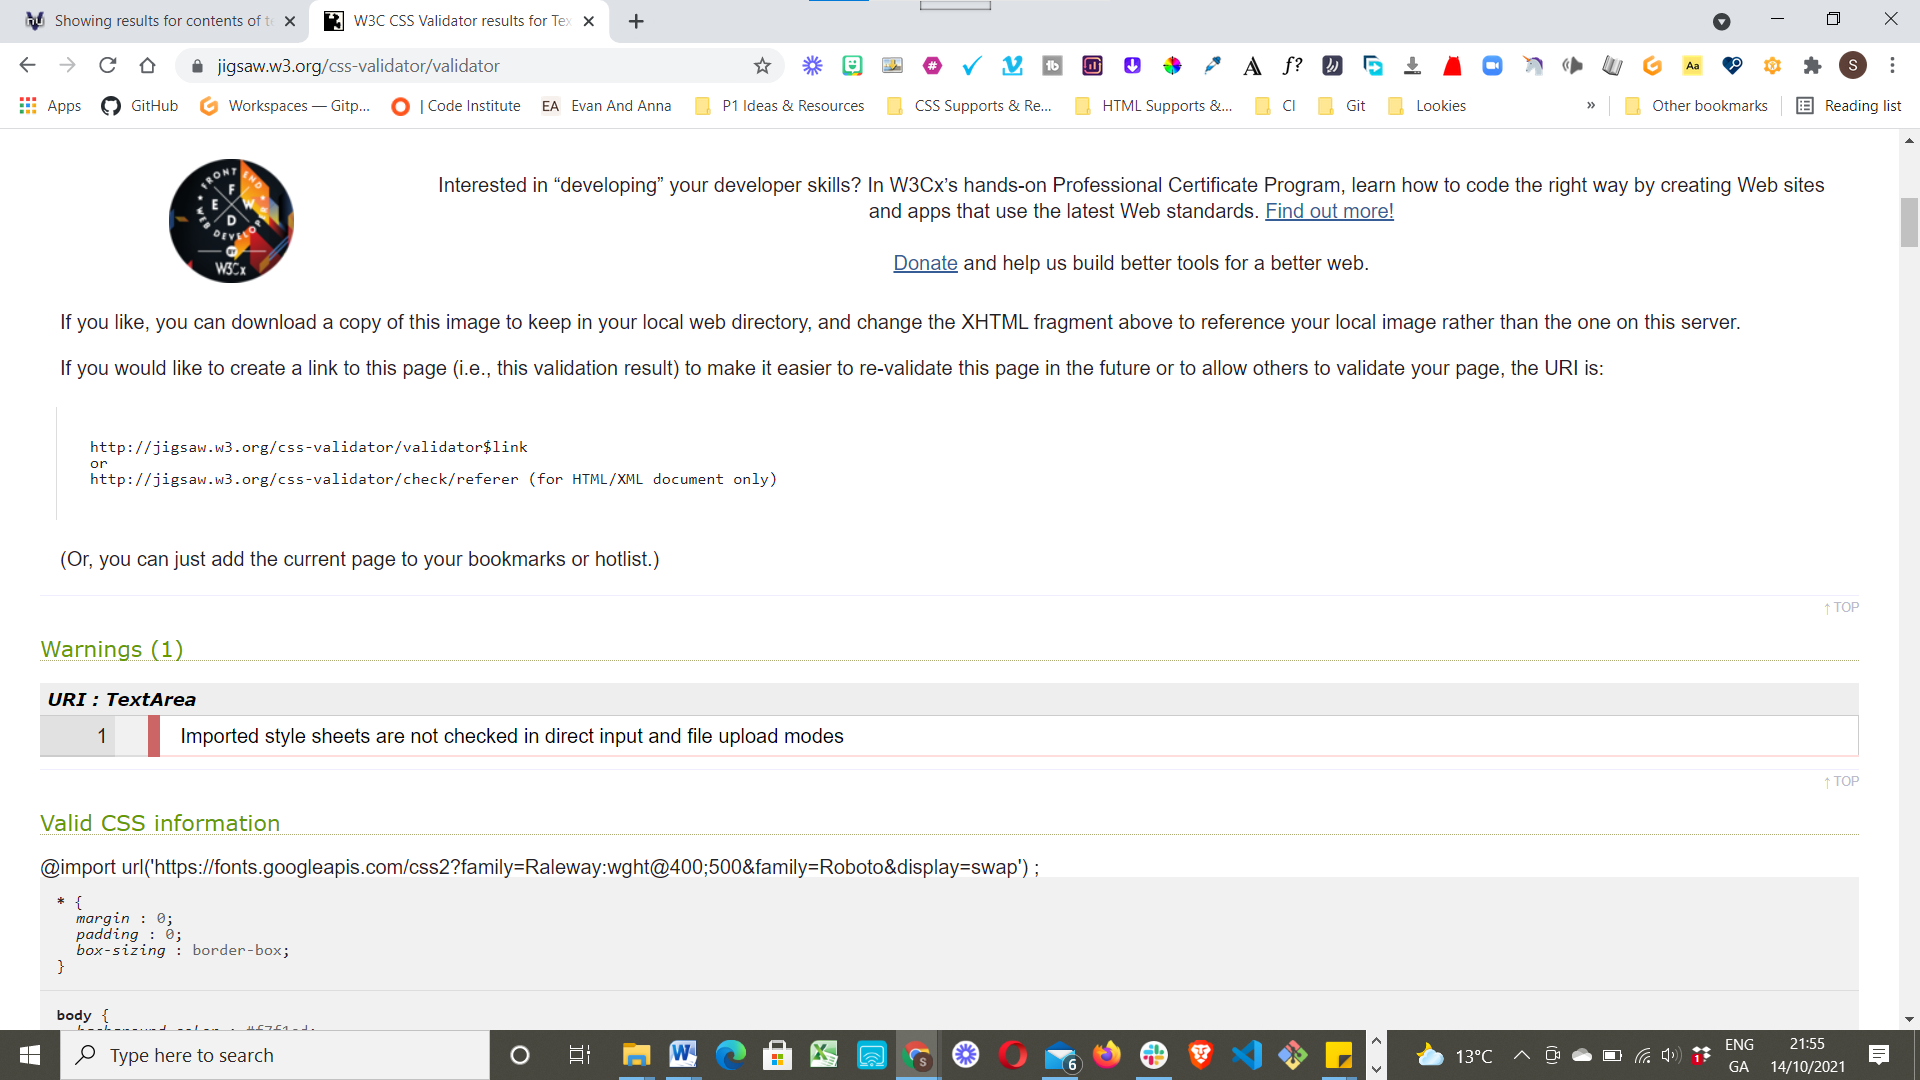 Showing results for contents of te
W3C CSS Validator results for Tex
jigsaw.w3.org/css-validator/validator
Apps
GitHub
Workspaces — Gitp...
| Code Institute
EA Evan And Anna
P1 Ideas & Resources
CSS Supports & Re...
HTML Supports &...
CI
Git
Lookies
»
Other bookmarks
Reading list
FRONT END
F
E W
D
WEB DEVELOPER
BY
W3Cx
Interested in “developing” your developer skills? In W3Cx’s hands-on Professional Certificate Program, learn how to code the right way by creating Web sites
and apps that use the latest Web standards. Find out more!
Donate and help us build better tools for a better web.
If you like, you can download a copy of this image to keep in your local web directory, and change the XHTML fragment above to reference your local image rather than the one on this server.
If you would like to create a link to this page (i.e., this validation result) to make it easier to re-validate this page in the future or to allow others to validate your page, the URI is:
http://jigsaw.w3.org/css-validator/validator$link
or
http://jigsaw.w3.org/css-validator/check/referer (for HTML/XML document only)
(Or, you can just add the current page to your bookmarks or hotlist.)
↑ TOP
Warnings (1)
URI : TextArea
1 Imported style sheets are not checked in direct input and file upload modes
↑ TOP
Valid CSS information
@import url('https://fonts.googleapis.com/css2?family=Raleway:wght@400;500&family=Roboto&display=swap') ;
* {
margin : 0;
padding : 0;
box-sizing : border-box;
}
body {
Type here to search
6
13°C
1
ENG
GA
21:55
14/10/2021